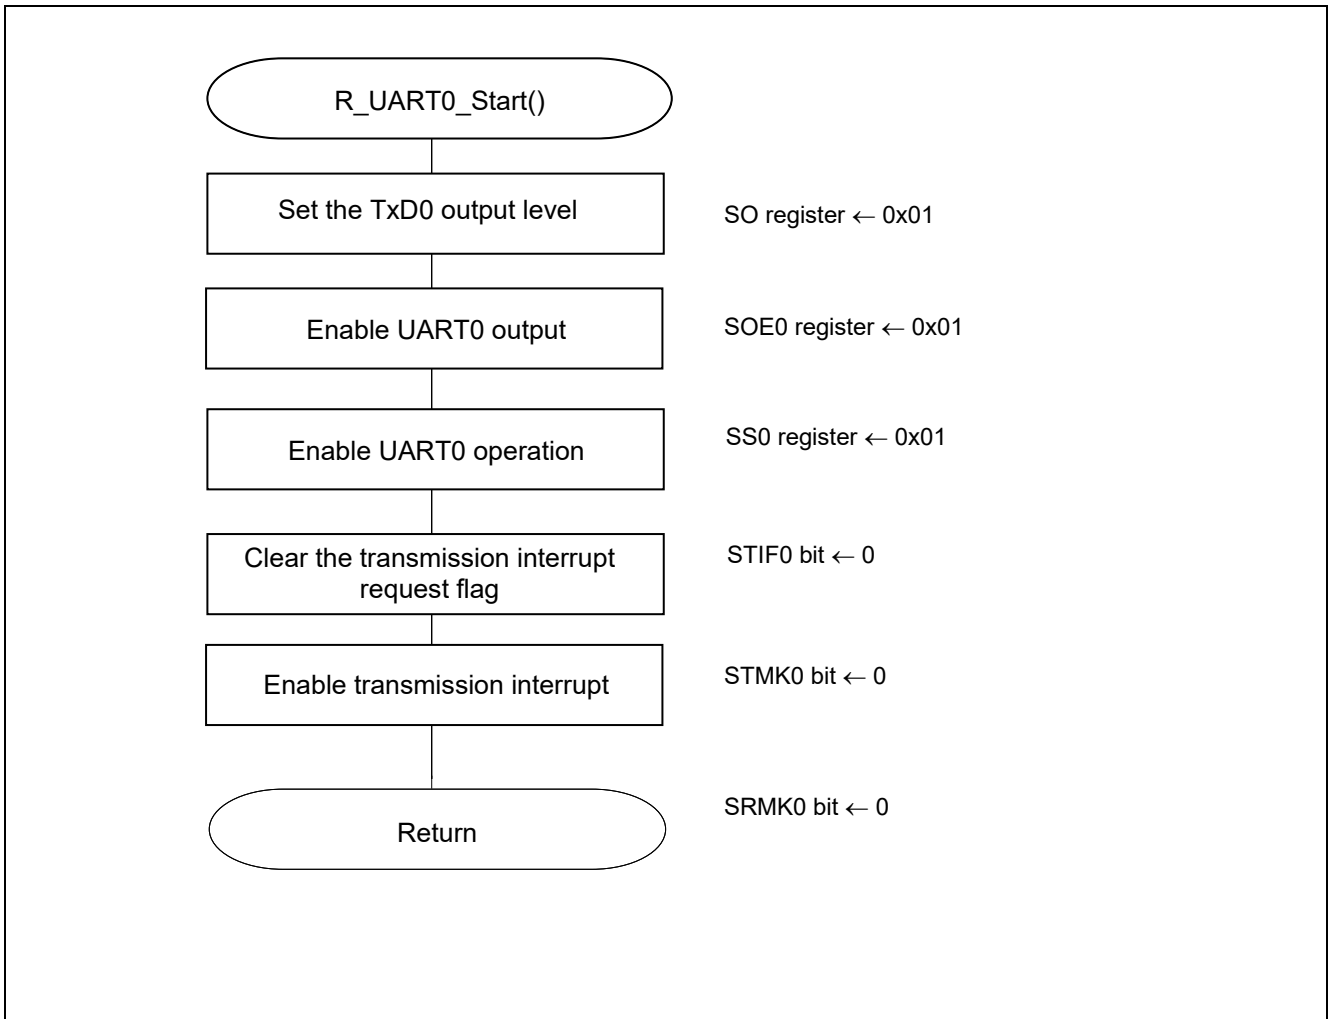 R_UART0_Start()
Set the TxD0 output level
SO register ← 0x01
Enable UART0 output
SOE0 register ← 0x01
Enable UART0 operation
SS0 register ← 0x01
Clear the transmission interrupt
request flag
STIF0 bit ← 0
Enable transmission interrupt
STMK0 bit ← 0
Return
SRMK0 bit ← 0